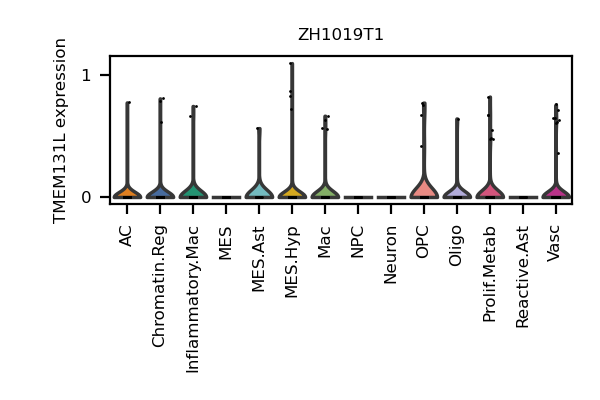 ZH1019T1
TMEM131L expression
1
0
AC
Chromatin.Reg
Inflammatory.Mac
MES
MES.Ast
MES.Hyp
Mac
NPC
Neuron
OPC
Oligo
Prolif.Metab
Reactive.Ast
Vasc